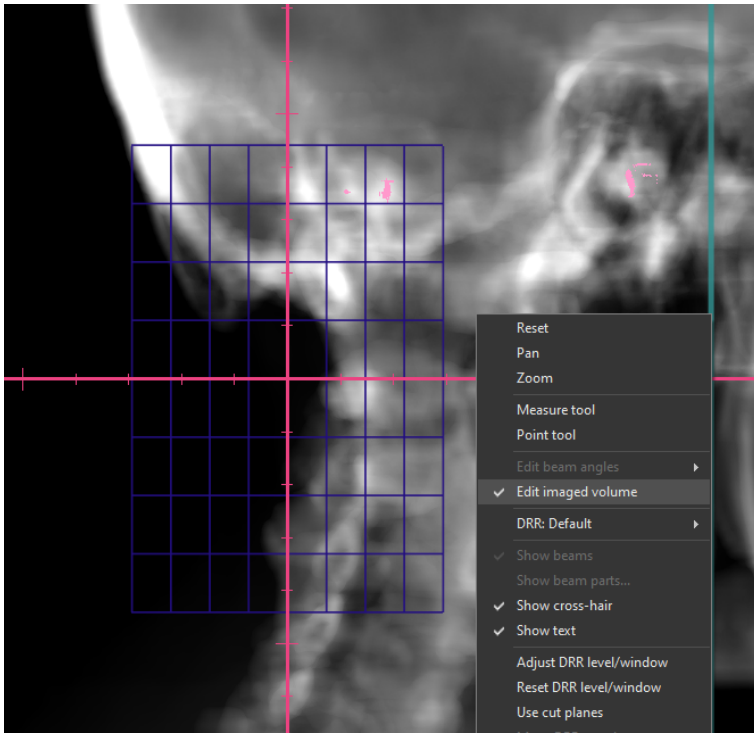 Reset
Pan
Zoom
Measure tool
Point tool
Edit beam angles
Edit imaged volume
DRR: Default
Show beams
Show beam parts...
Show cross-hair
Show text
Adjust DRR level/window
Reset DRR level/window
Use cut planes